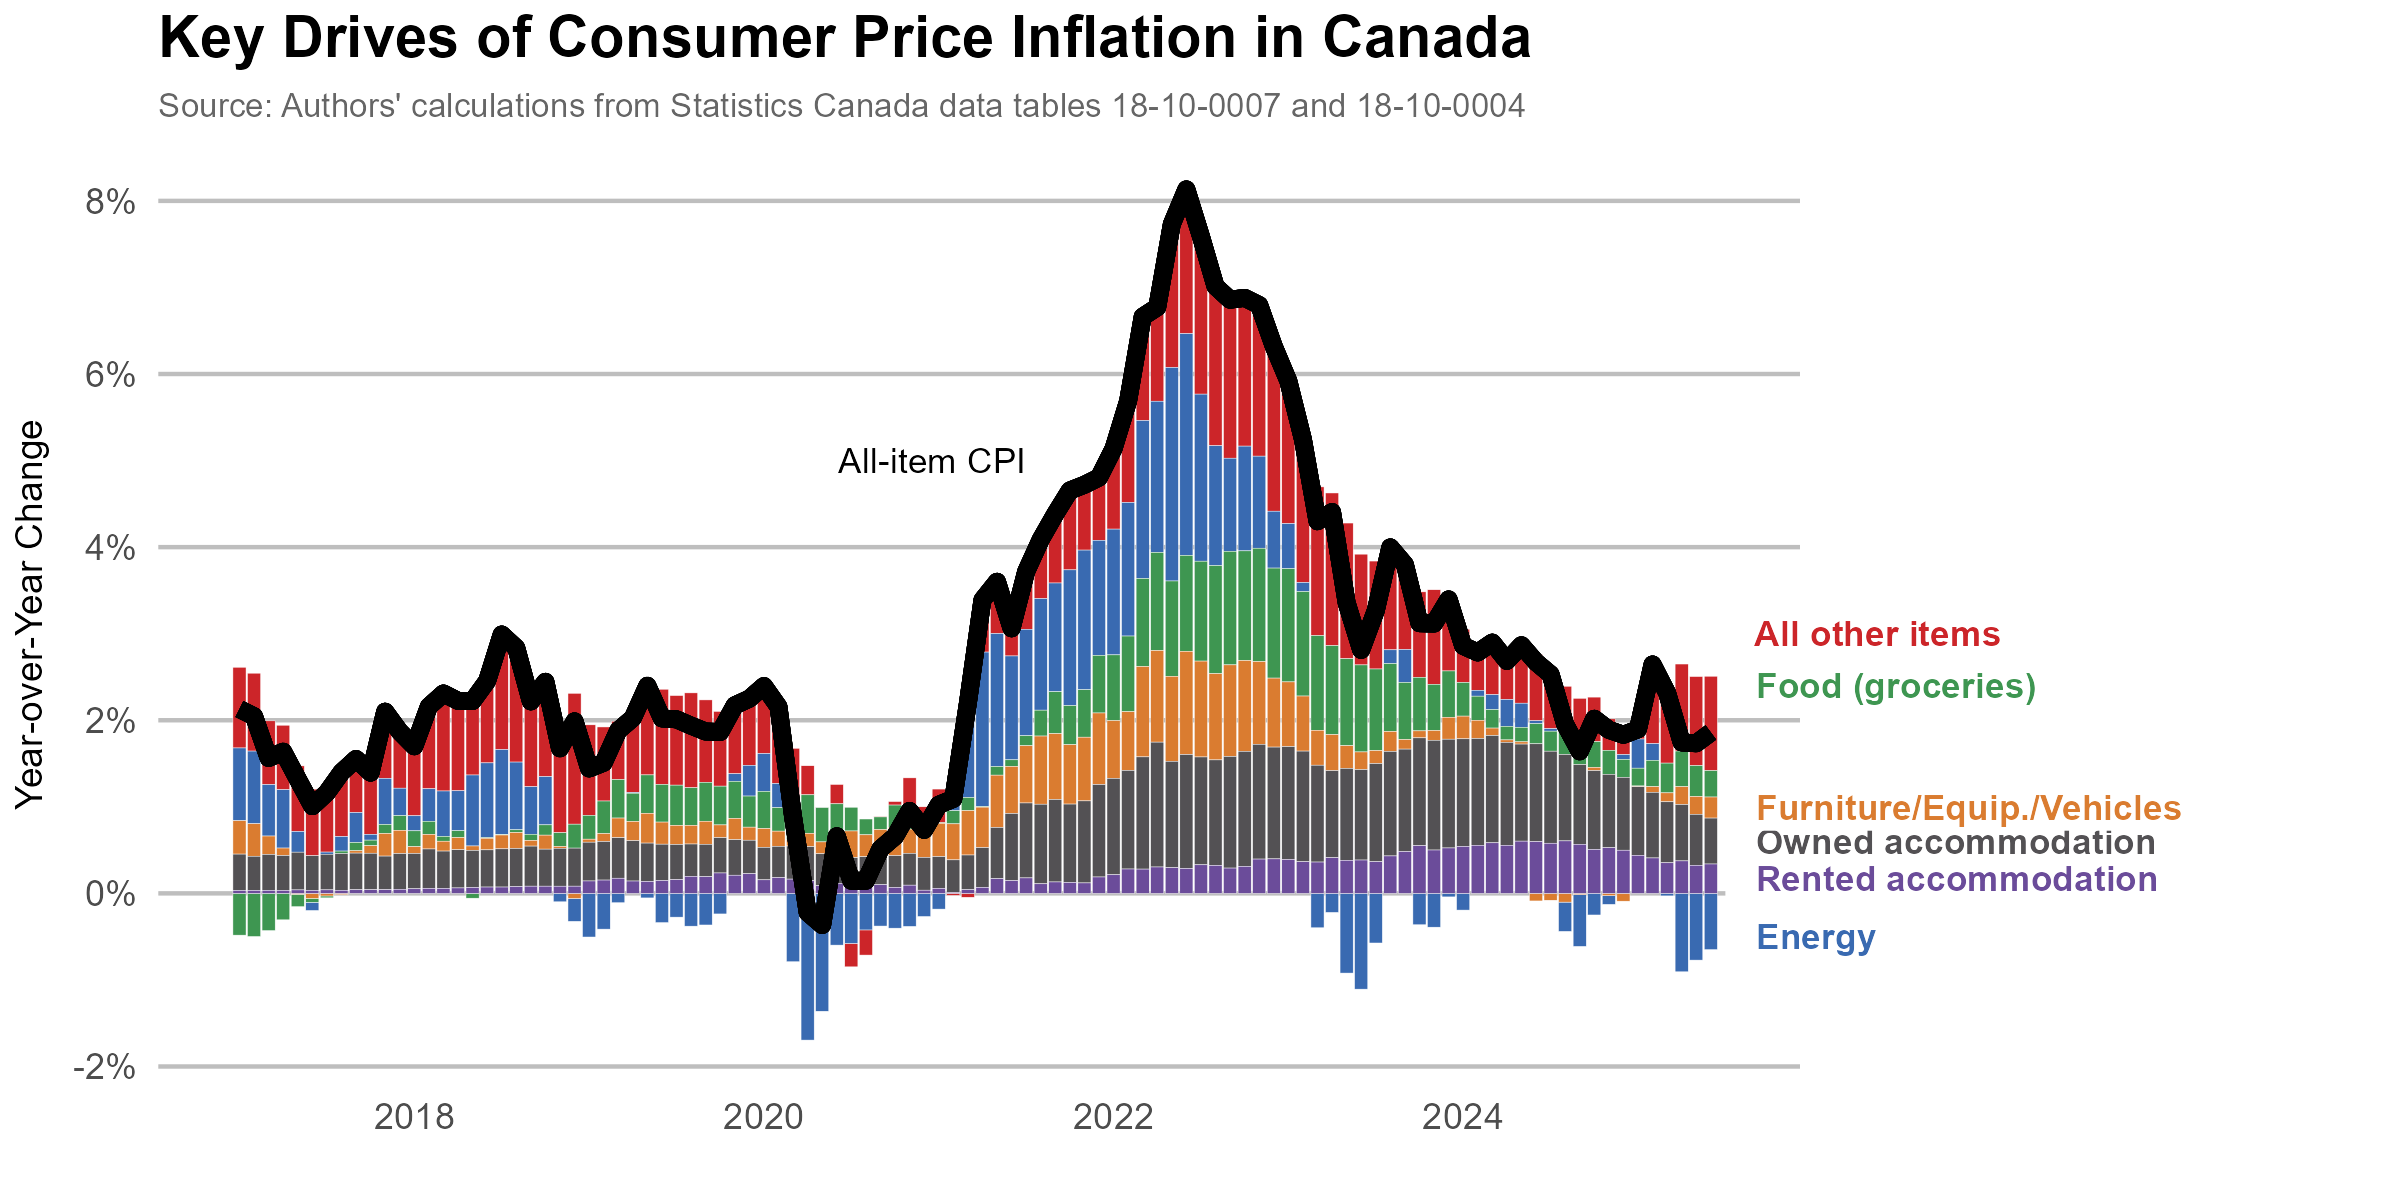 Key Drives of Consumer Price Inflation in Canada
Source: Authors' calculations from Statistics Canada data tables 18-10-0007 and 18-10-0004
Year-over-Year Change
8%
6%
4%
2%
0%
-2%
All-item CPI
All other items
Food (groceries)
Furniture/Equip./Vehicles
Owned accommodation
Rented accommodation
Energy
2018
2020
2022
2024